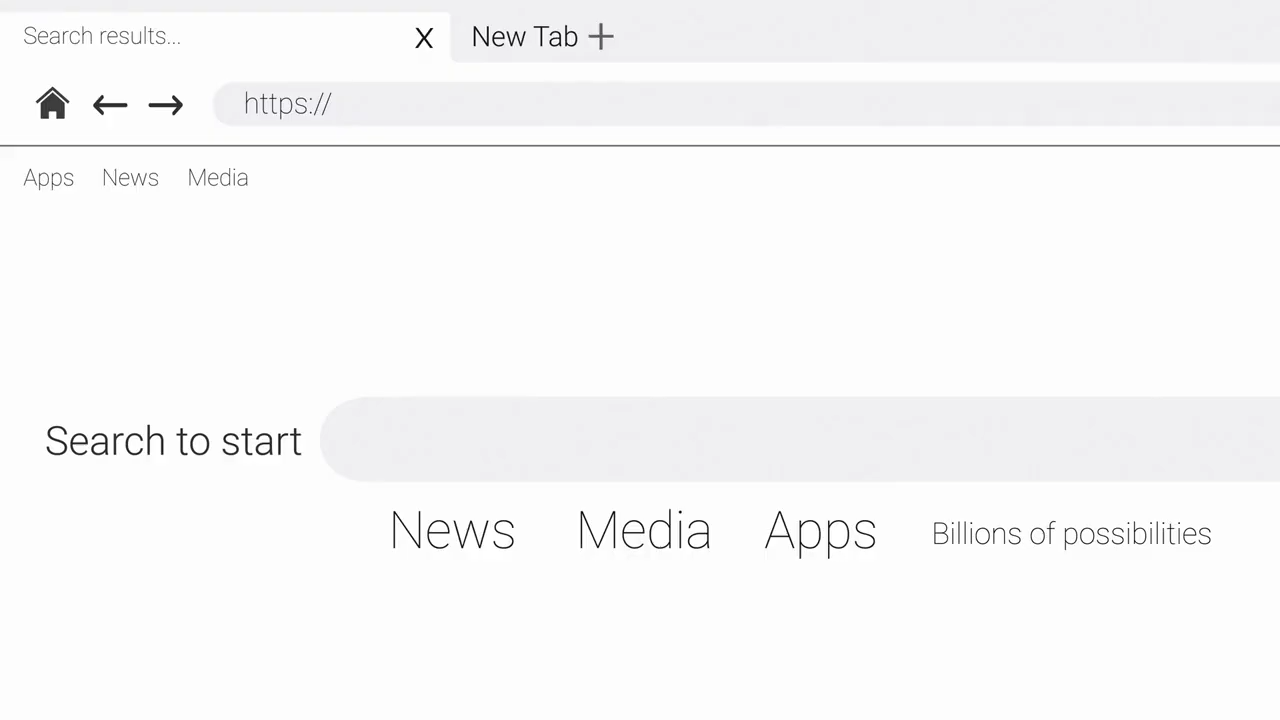 Search results... X New Tab +
https://
Apps News Media
Search to start
News Media Apps Billions of possibilities